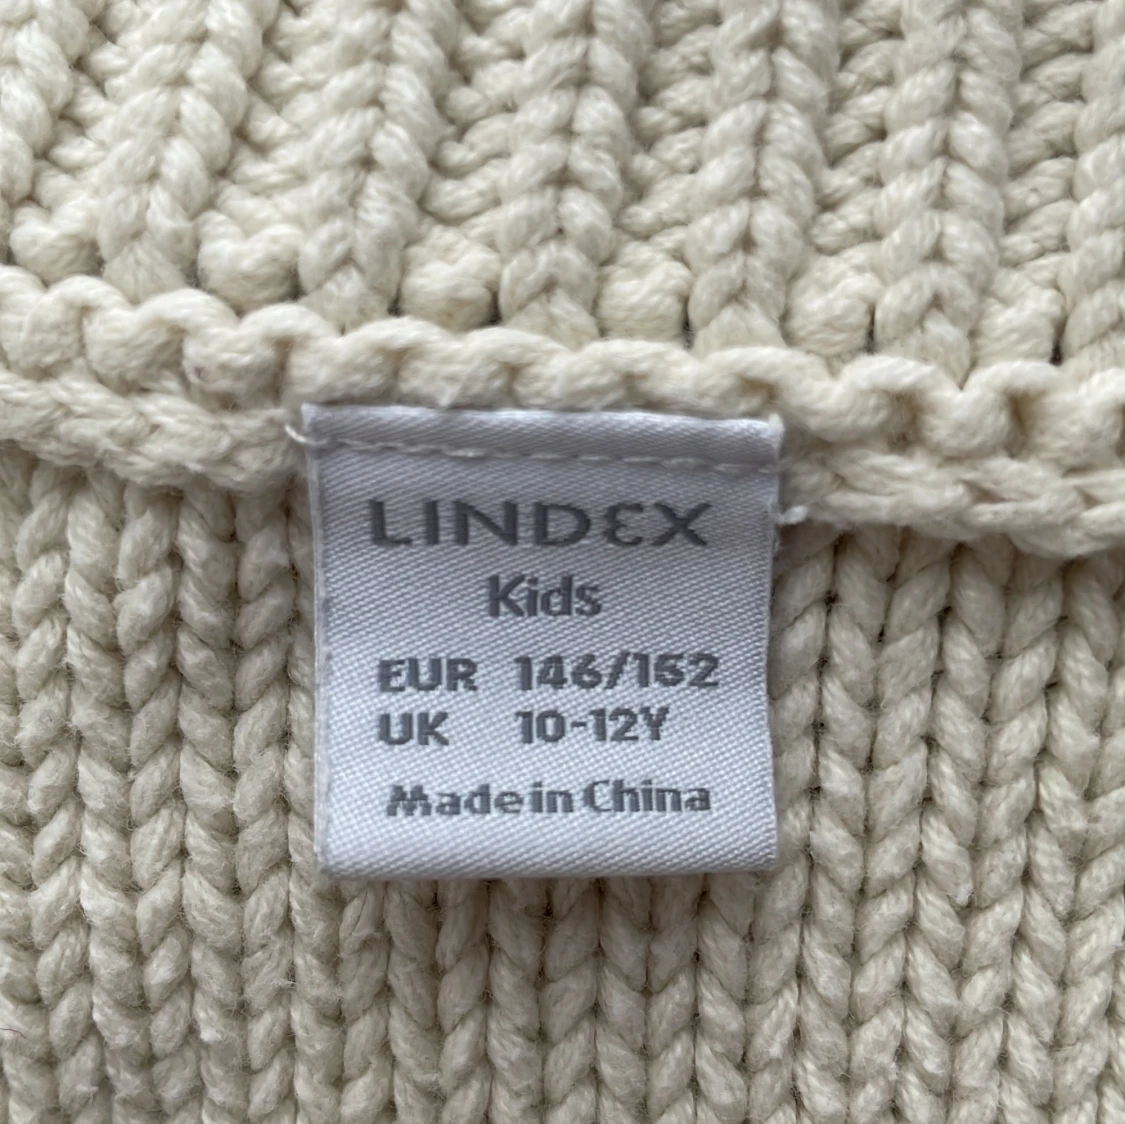 LINDEX
Kids
EUR 146/152
UK 10-12Y
Made in China